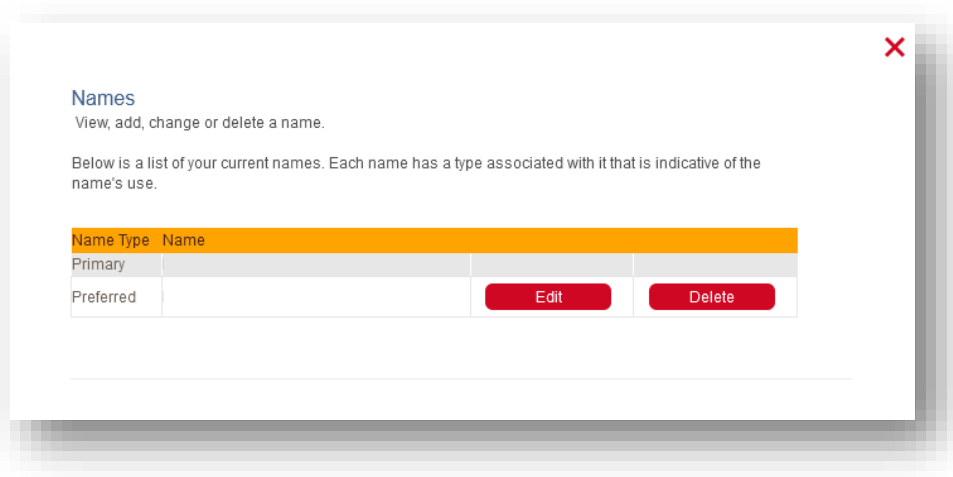 Names
View, add, change or delete a name.
Below is a list of your current names. Each name has a type associated with it that is indicative of the
name's use.
Name Type Name
Primary
Preferred Edit Delete